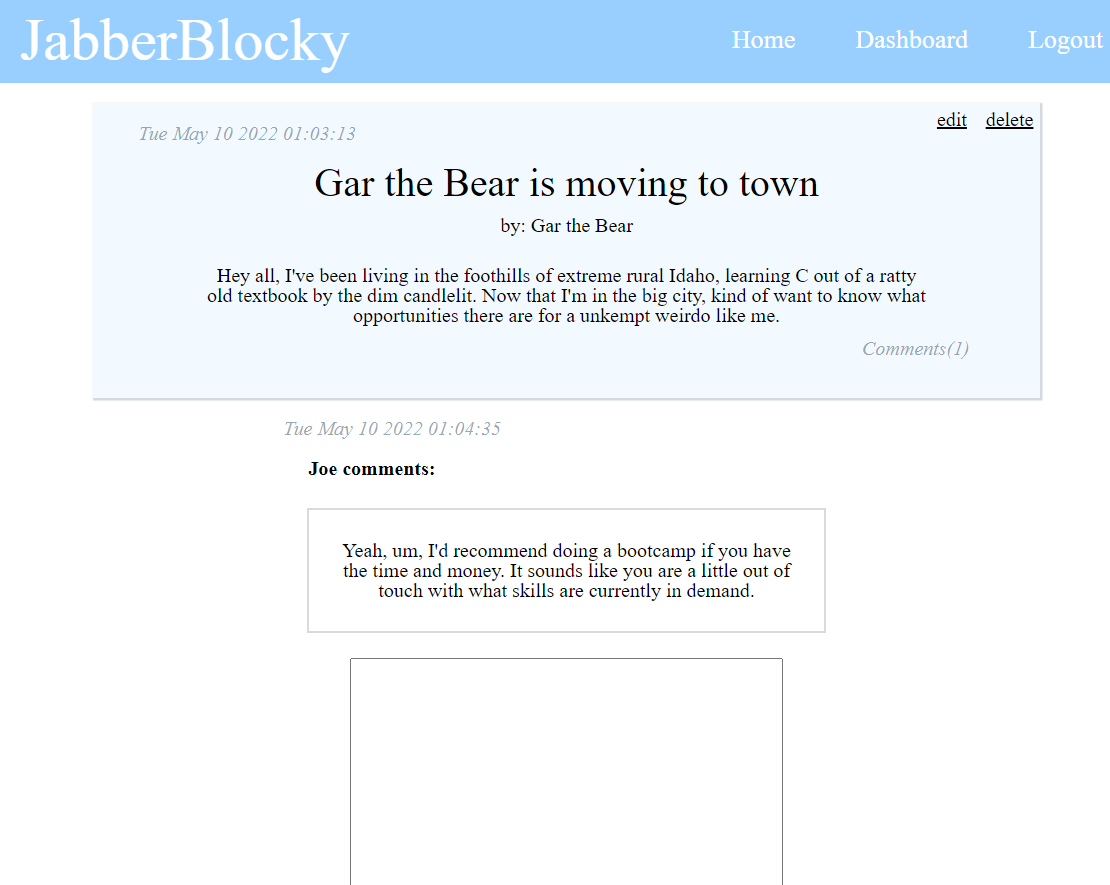 JabberBlocky
Home Dashboard Logout
Tue May 10 2022 01:03:13
edit delete
Gar the Bear is moving to town
by: Gar the Bear
Hey all, I've been living in the foothills of extreme rural Idaho, learning C out of a ratty
old textbook by the dim candlelit. Now that I'm in the big city, kind of want to know what
opportunities there are for a unkempt weirdo like me.
Comments(1)
Tue May 10 2022 01:04:35
Joe comments:
Yeah, um, I'd recommend doing a bootcamp if you have
the time and money. It sounds like you are a little out of
touch with what skills are currently in demand.